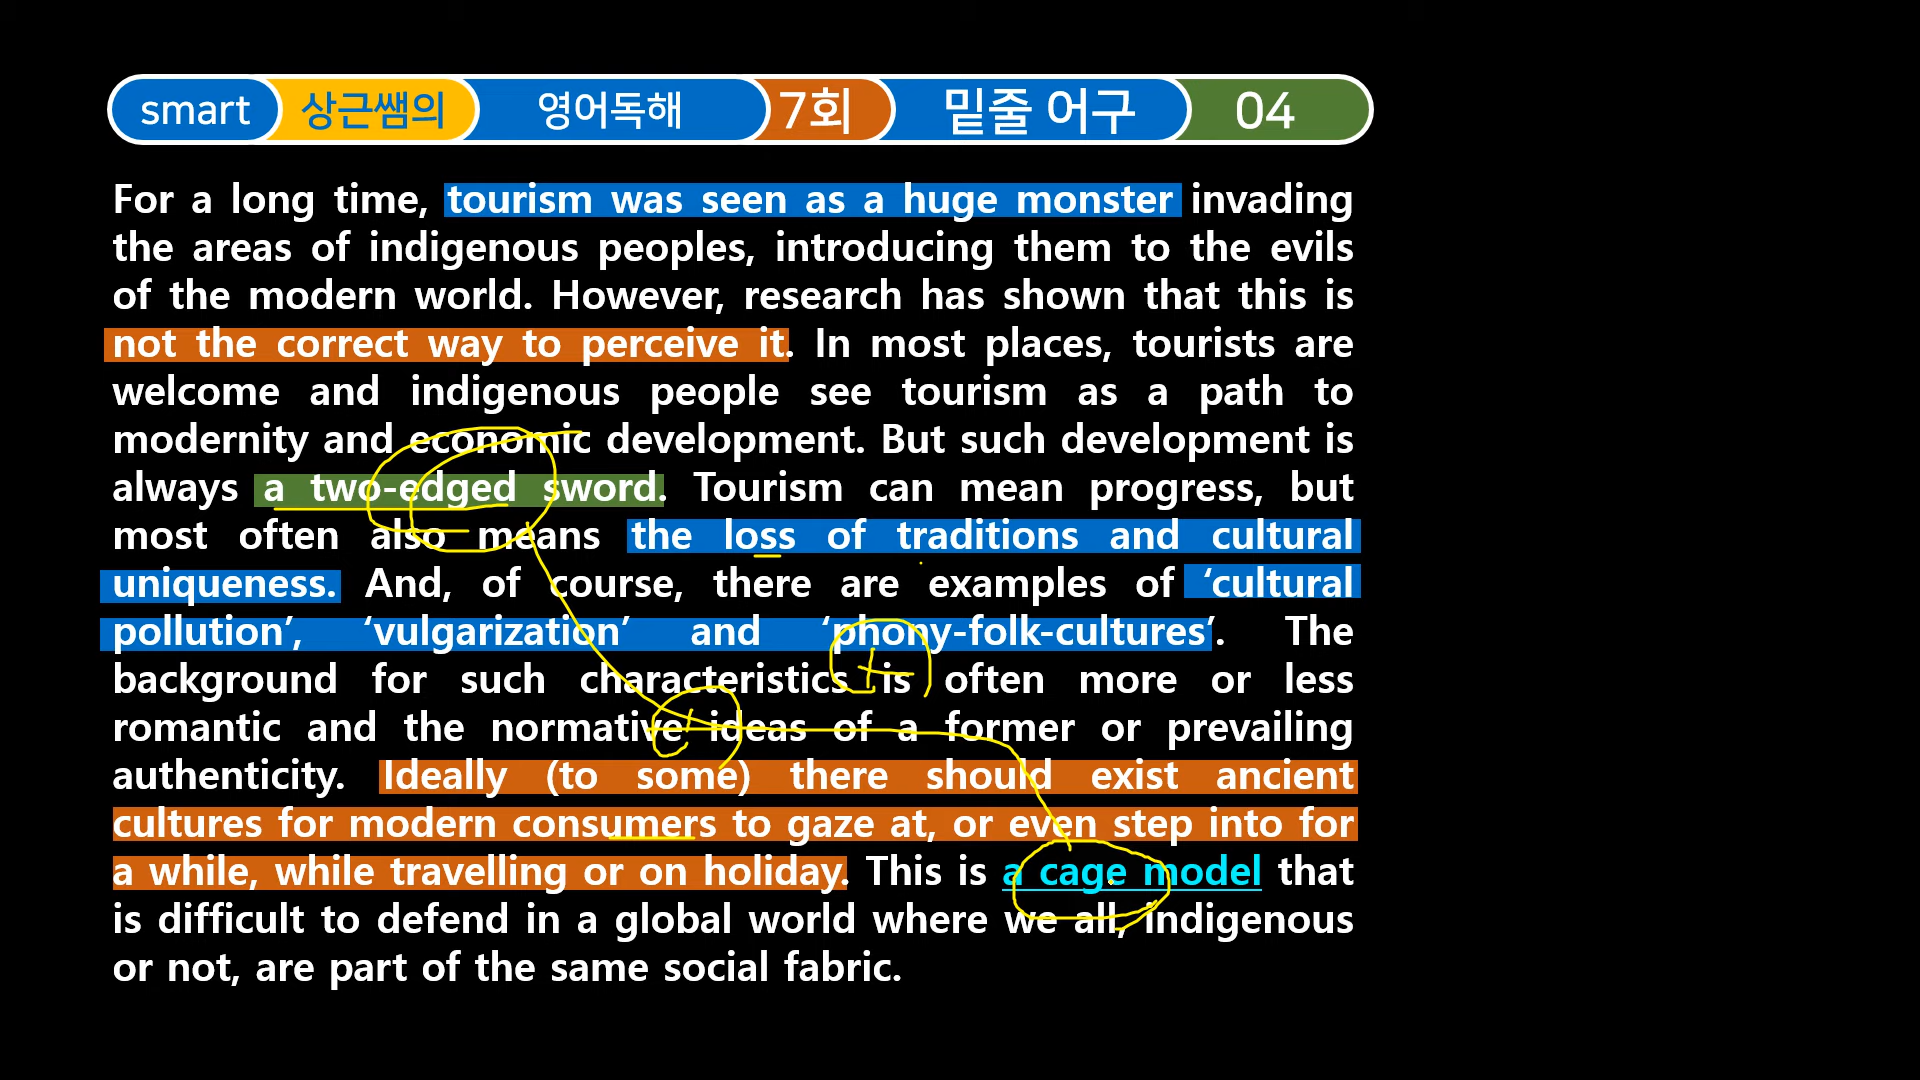 smart 상근쌤의 영어독해 7회 밑줄 어구 04
For a long time, tourism was seen as a huge monster invading
the areas of indigenous peoples, introducing them to the evils
of the modern world. However, research has shown that this is
not the correct way to perceive it. In most places, tourists are
welcome and indigenous people see tourism as a path to
modernity and economic development. But such development is
always a two-edged sword. Tourism can mean progress, but
most often also means the loss of traditions and cultural
uniqueness. And, of course, there are examples of ‘cultural
pollution’, ‘vulgarization’ and ‘phony-folk-cultures’. The
background for such characteristics is often more or less
romantic and the normative ideas of a former or prevailing
authenticity. Ideally (to some) there should exist ancient
cultures for modern consumers to gaze at, or even step into for
a while, while travelling or on holiday. This is a cage model that
is difficult to defend in a global world where we all, indigenous
or not, are part of the same social fabric.